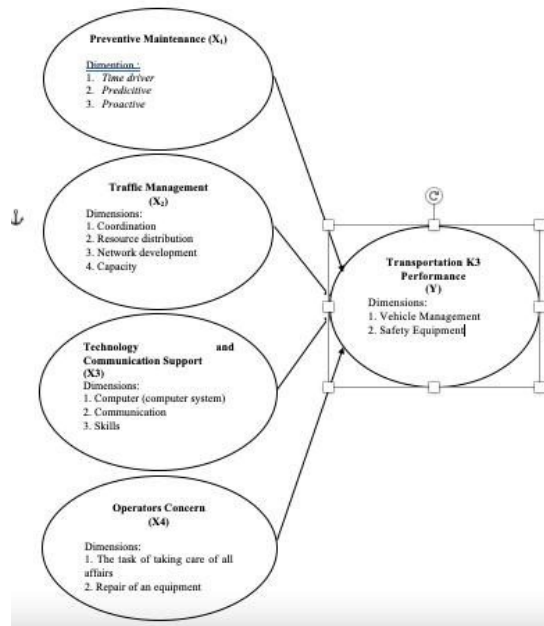 Preventive Maintenance (X₁)
Dimention :
1. Time driver
2. Predicitive
3. Proactive
Traffic Management
(X₂)
Dimensions:
1. Coordination
2. Resource distribution
3. Network development
4. Capacity
Technology and
Communication Support
(X3)
Dimensions:
1. Computer (computer system)
2. Communication
3. Skills
Operators Concern
(X4)
Dimensions:
1. The task of taking care of all
affairs
2. Repair of an equipment
Transportation K3
Performance
(Y)
Dimensions:
1. Vehicle Management
2. Safety Equipment